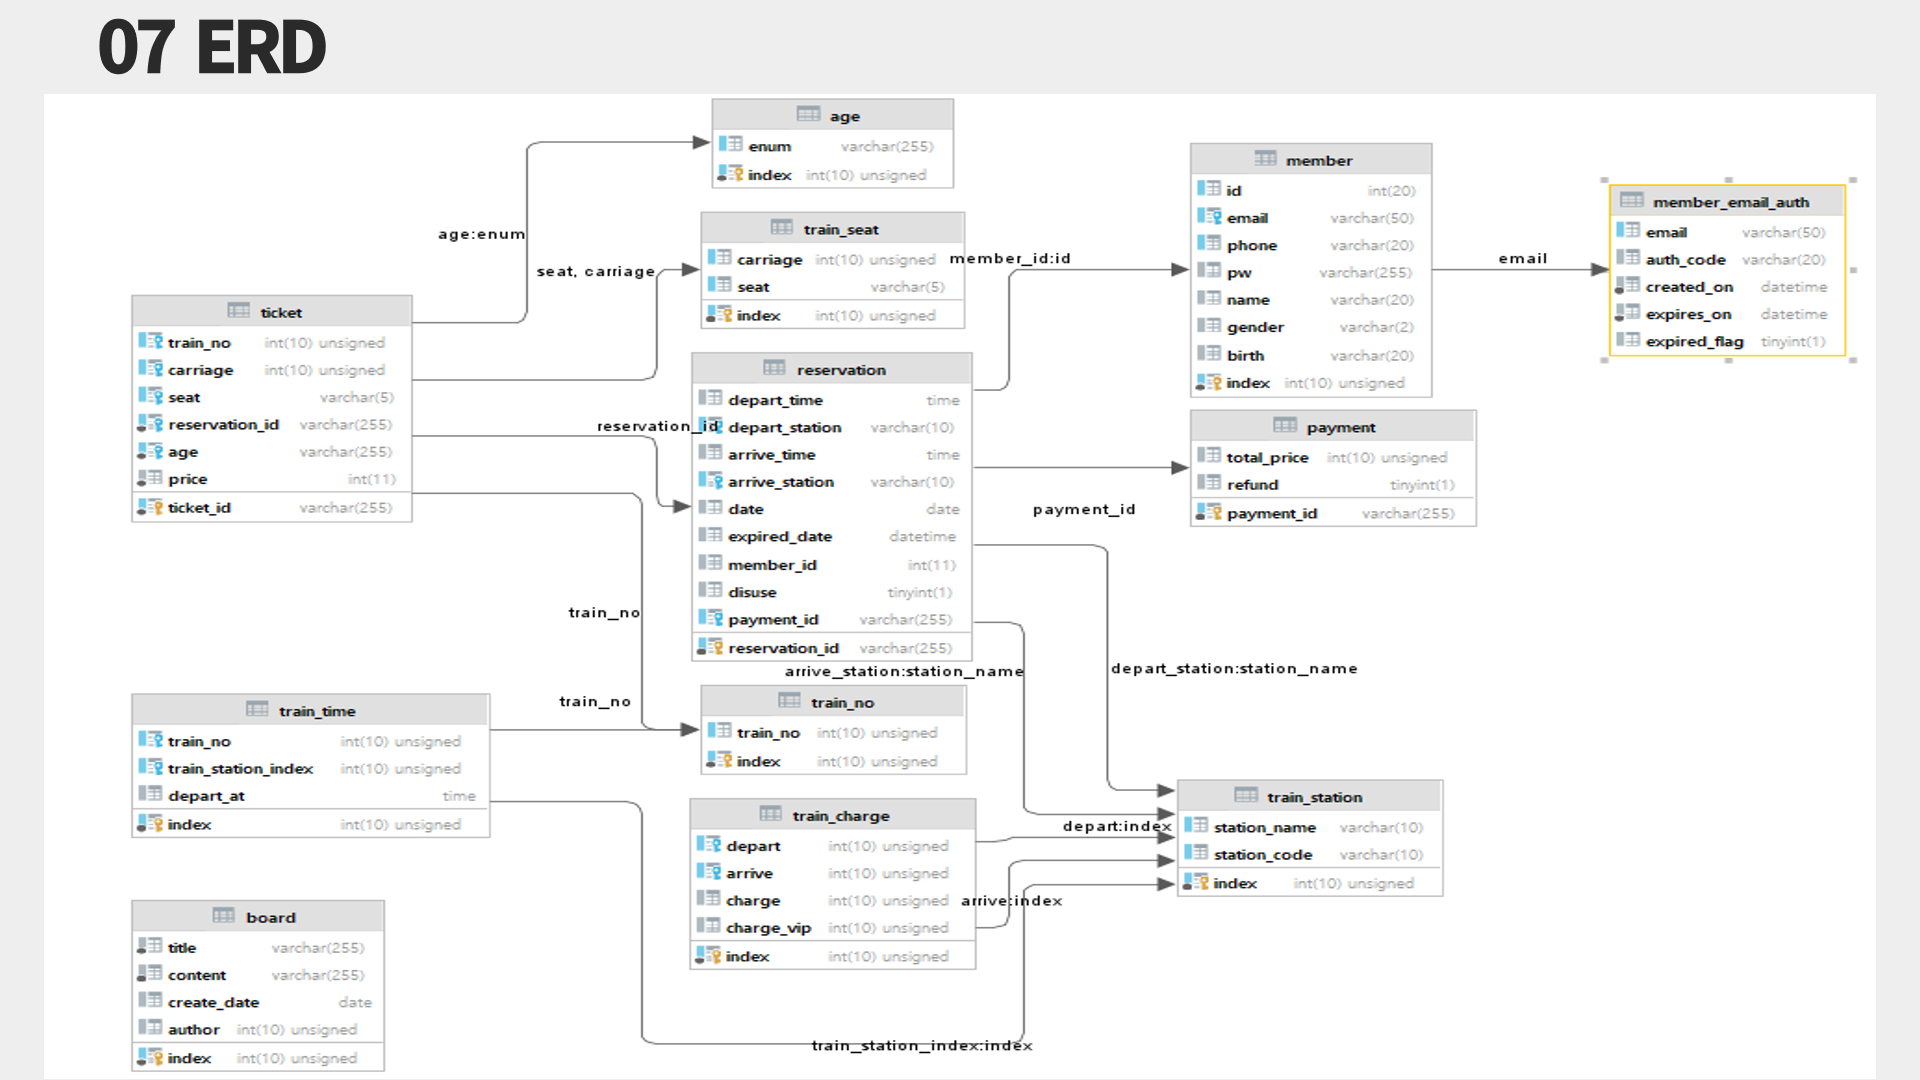 07 ERD
age
enum varchar(255)
index int(10) unsigned
age:enum
train_seat
carriage int(10) unsigned
seat varchar(5)
index int(10) unsigned
seat, carriage
member_id:id
member
id int(20)
email varchar(50)
phone varchar(20)
pw varchar(255)
name varchar(20)
gender varchar(2)
birth varchar(20)
index int(10) unsigned
email
member_email_auth
email varchar(50)
auth_code varchar(20)
created_on datetime
expires_on datetime
expired_flag tinyint(1)
ticket
train_no int(10) unsigned
carriage int(10) unsigned
seat varchar(5)
reservation_id varchar(255)
age varchar(255)
price int(11)
ticket_id varchar(255)
reservation_id
reservation
depart_time time
depart_station varchar(10)
arrive_time time
arrive_station varchar(10)
date date
expired_date datetime
member_id int(11)
disuse tinyint(1)
payment_id varchar(255)
reservation_id varchar(255)
payment
total_price int(10) unsigned
refund tinyint(1)
payment_id varchar(255)
payment_id
train_no
arrive_station:station_name
depart_station:station_name
train_time
train_no int(10) unsigned
train_station_index int(10) unsigned
depart_at time
index int(10) unsigned
train_no
train_no
train_no int(10) unsigned
index int(10) unsigned
train_charge
depart int(10) unsigned
arrive int(10) unsigned
charge int(10) unsigned
charge_vip int(10) unsigned
index int(10) unsigned
depart:index
arrive:index
train_station
station_name varchar(10)
station_code varchar(10)
index int(10) unsigned
board
title varchar(255)
content varchar(255)
create_date date
author int(10) unsigned
index int(10) unsigned
train_station_index:index